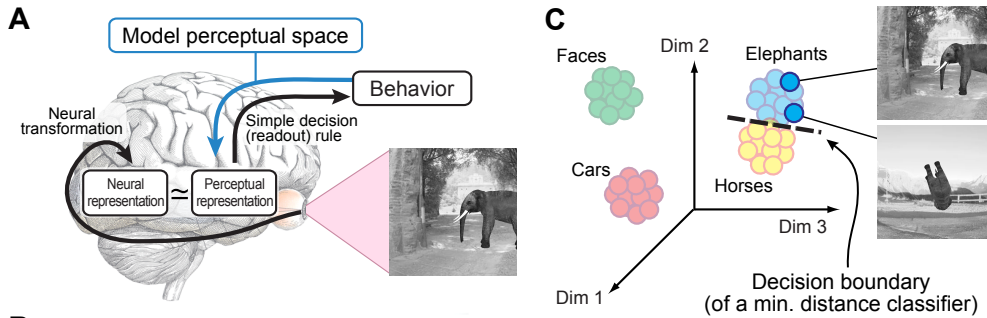 A
Model perceptual space
Behavior
Neural
transformation
Simple decision
(readout) rule
Neural
representation
≃
Perceptual
representation
C
Faces
Dim 2
Elephants
Cars
Horses
Dim 3
Dim 1
Decision boundary
(of a min. distance classifier)